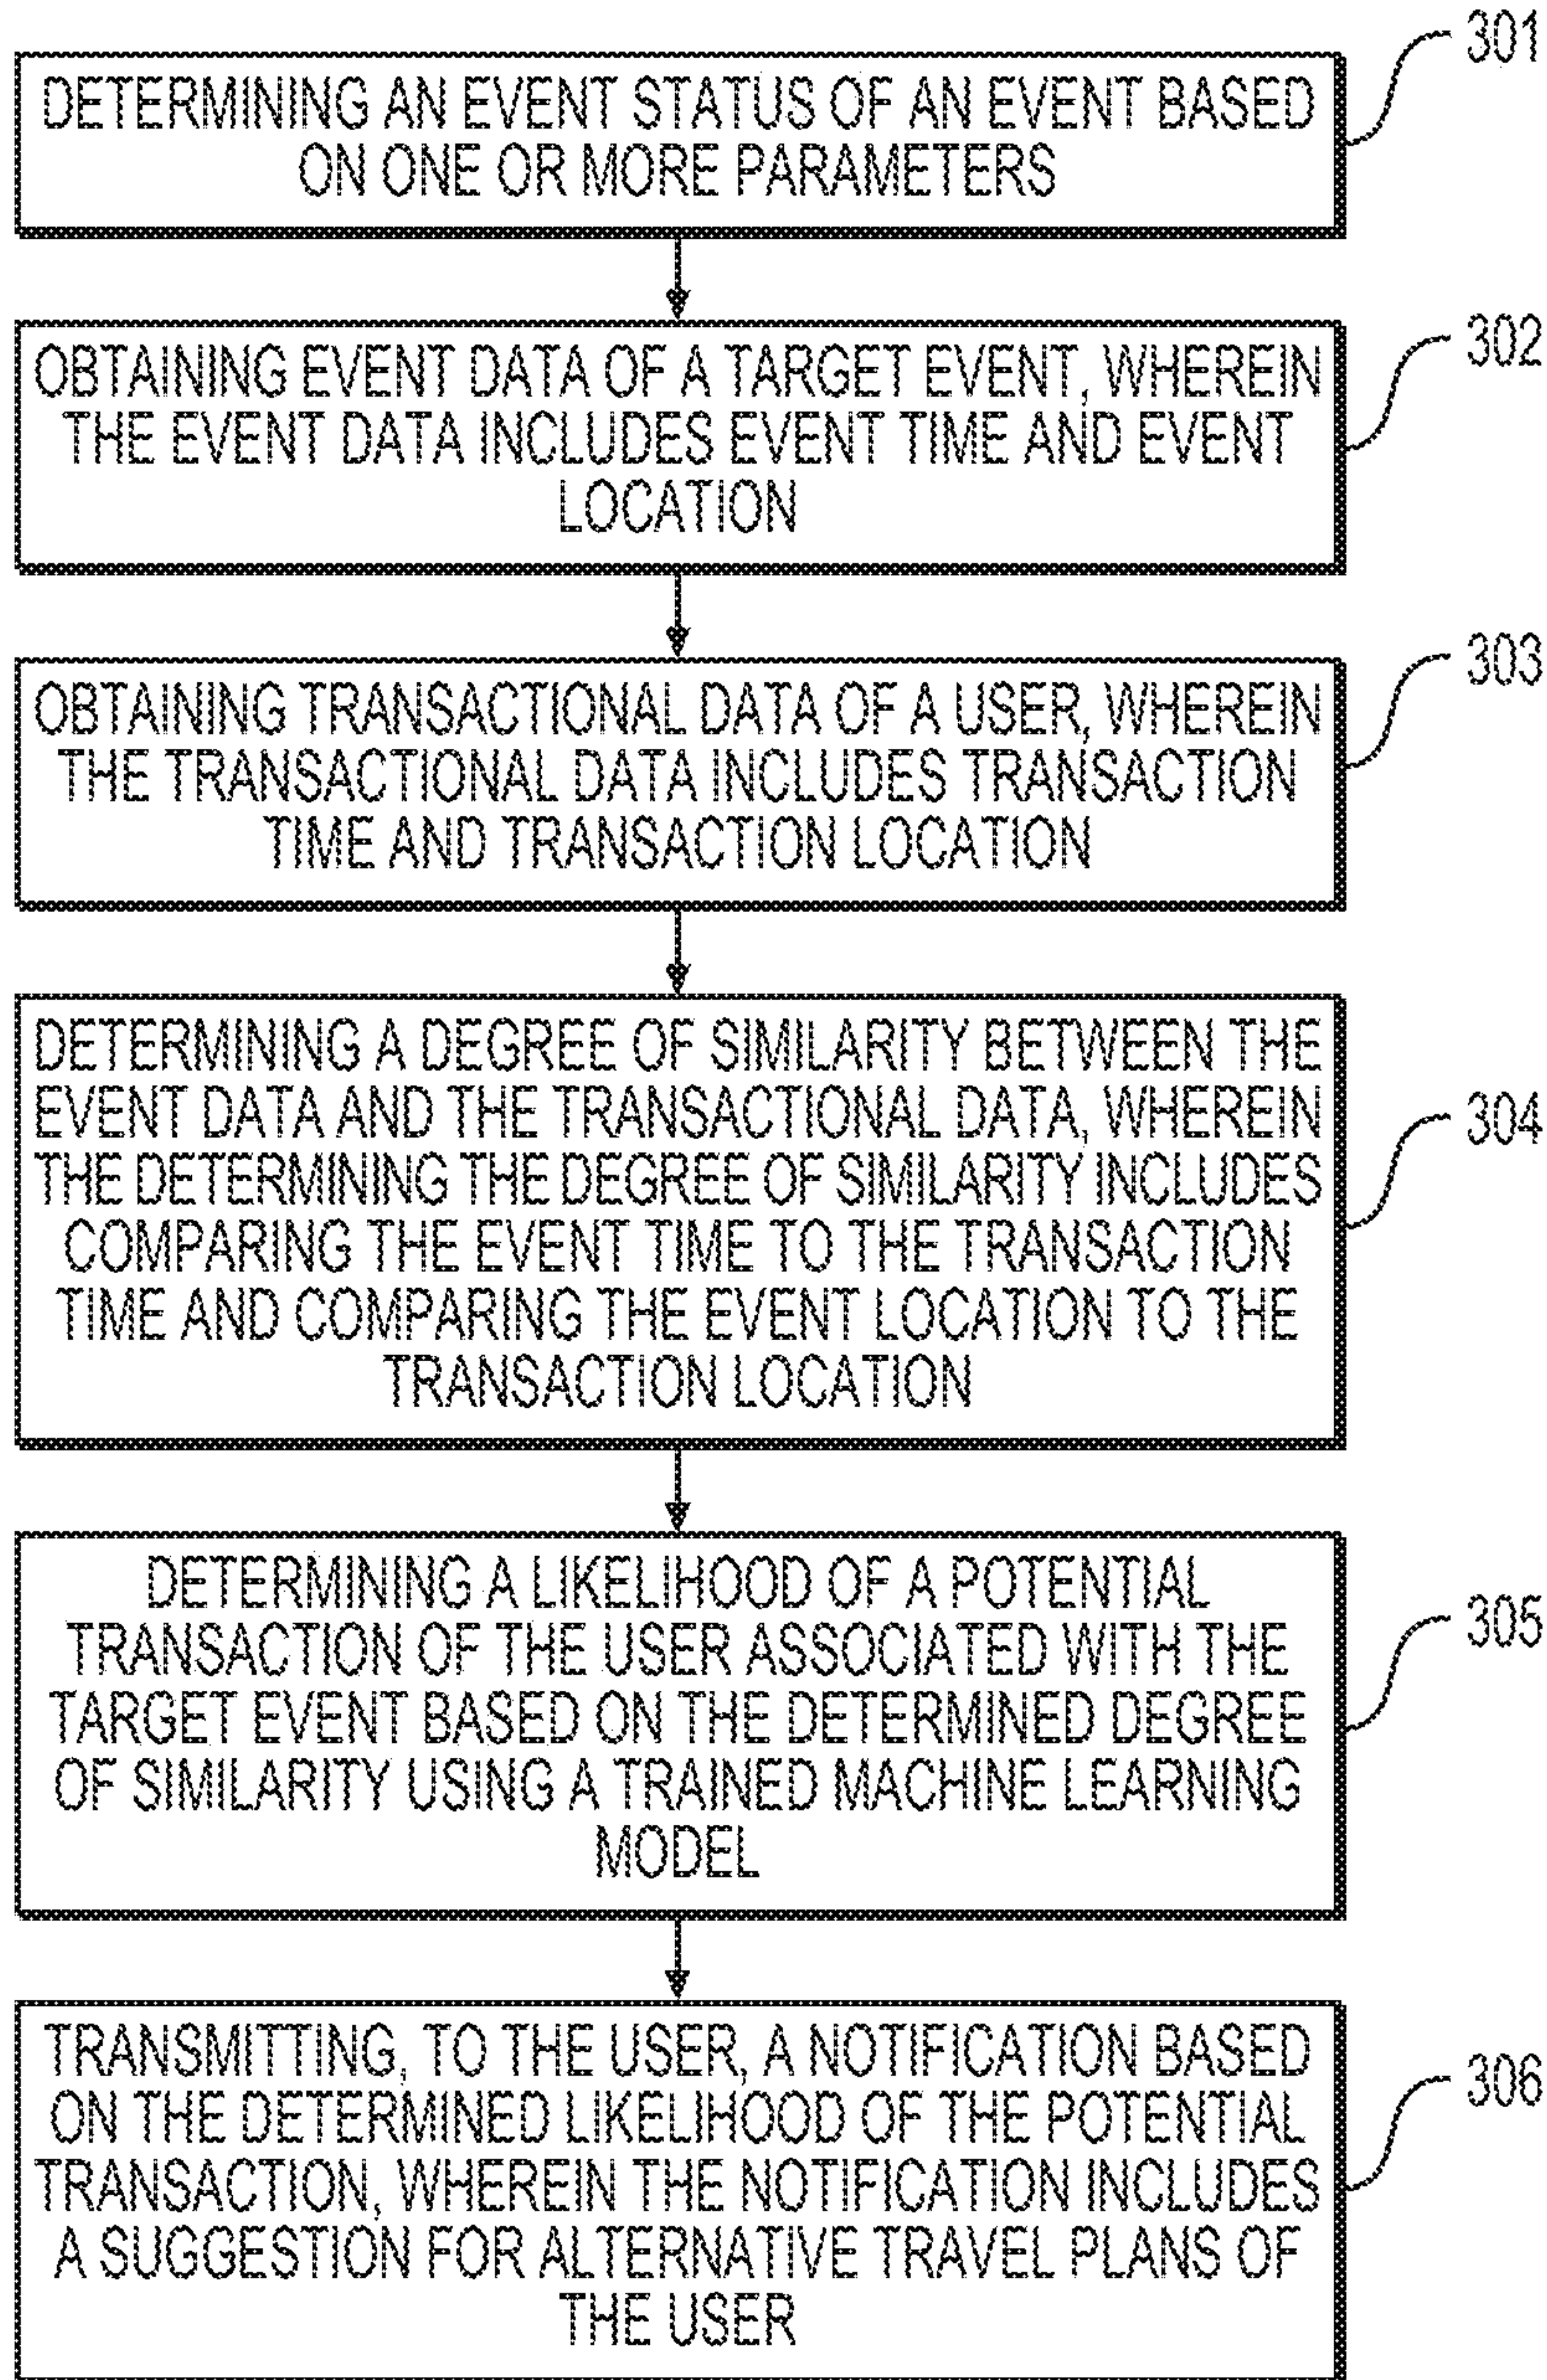 301
DETERMINING AN EVENT STATUS OF AN EVENT BASED
ON ONE OR MORE PARAMETERS
302
OBTAINING EVENT DATA OF A TARGET EVENT, WHEREIN
THE EVENT DATA INCLUDES EVENT TIME AND EVENT
LOCATION
303
OBTAINING TRANSACTIONAL DATA OF A USER, WHEREIN
THE TRANSACTIONAL DATA INCLUDES TRANSACTION
TIME AND TRANSACTION LOCATION
304
DETERMINING A DEGREE OF SIMILARITY BETWEEN THE
EVENT DATA AND THE TRANSACTIONAL DATA, WHEREIN
THE DETERMINING THE DEGREE OF SIMILARITY INCLUDES
COMPARING THE EVENT TIME TO THE TRANSACTION
TIME AND COMPARING THE EVENT LOCATION TO THE
TRANSACTION LOCATION
305
DETERMINING A LIKELIHOOD OF A POTENTIAL
TRANSACTION OF THE USER ASSOCIATED WITH THE
TARGET EVENT BASED ON THE DETERMINED DEGREE
OF SIMILARITY USING A TRAINED MACHINE LEARNING
MODEL
306
TRANSMITTING, TO THE USER, A NOTIFICATION BASED
ON THE DETERMINED LIKELIHOOD OF THE POTENTIAL
TRANSACTION, WHEREIN THE NOTIFICATION INCLUDES
A SUGGESTION FOR ALTERNATIVE TRAVEL PLANS OF
THE USER